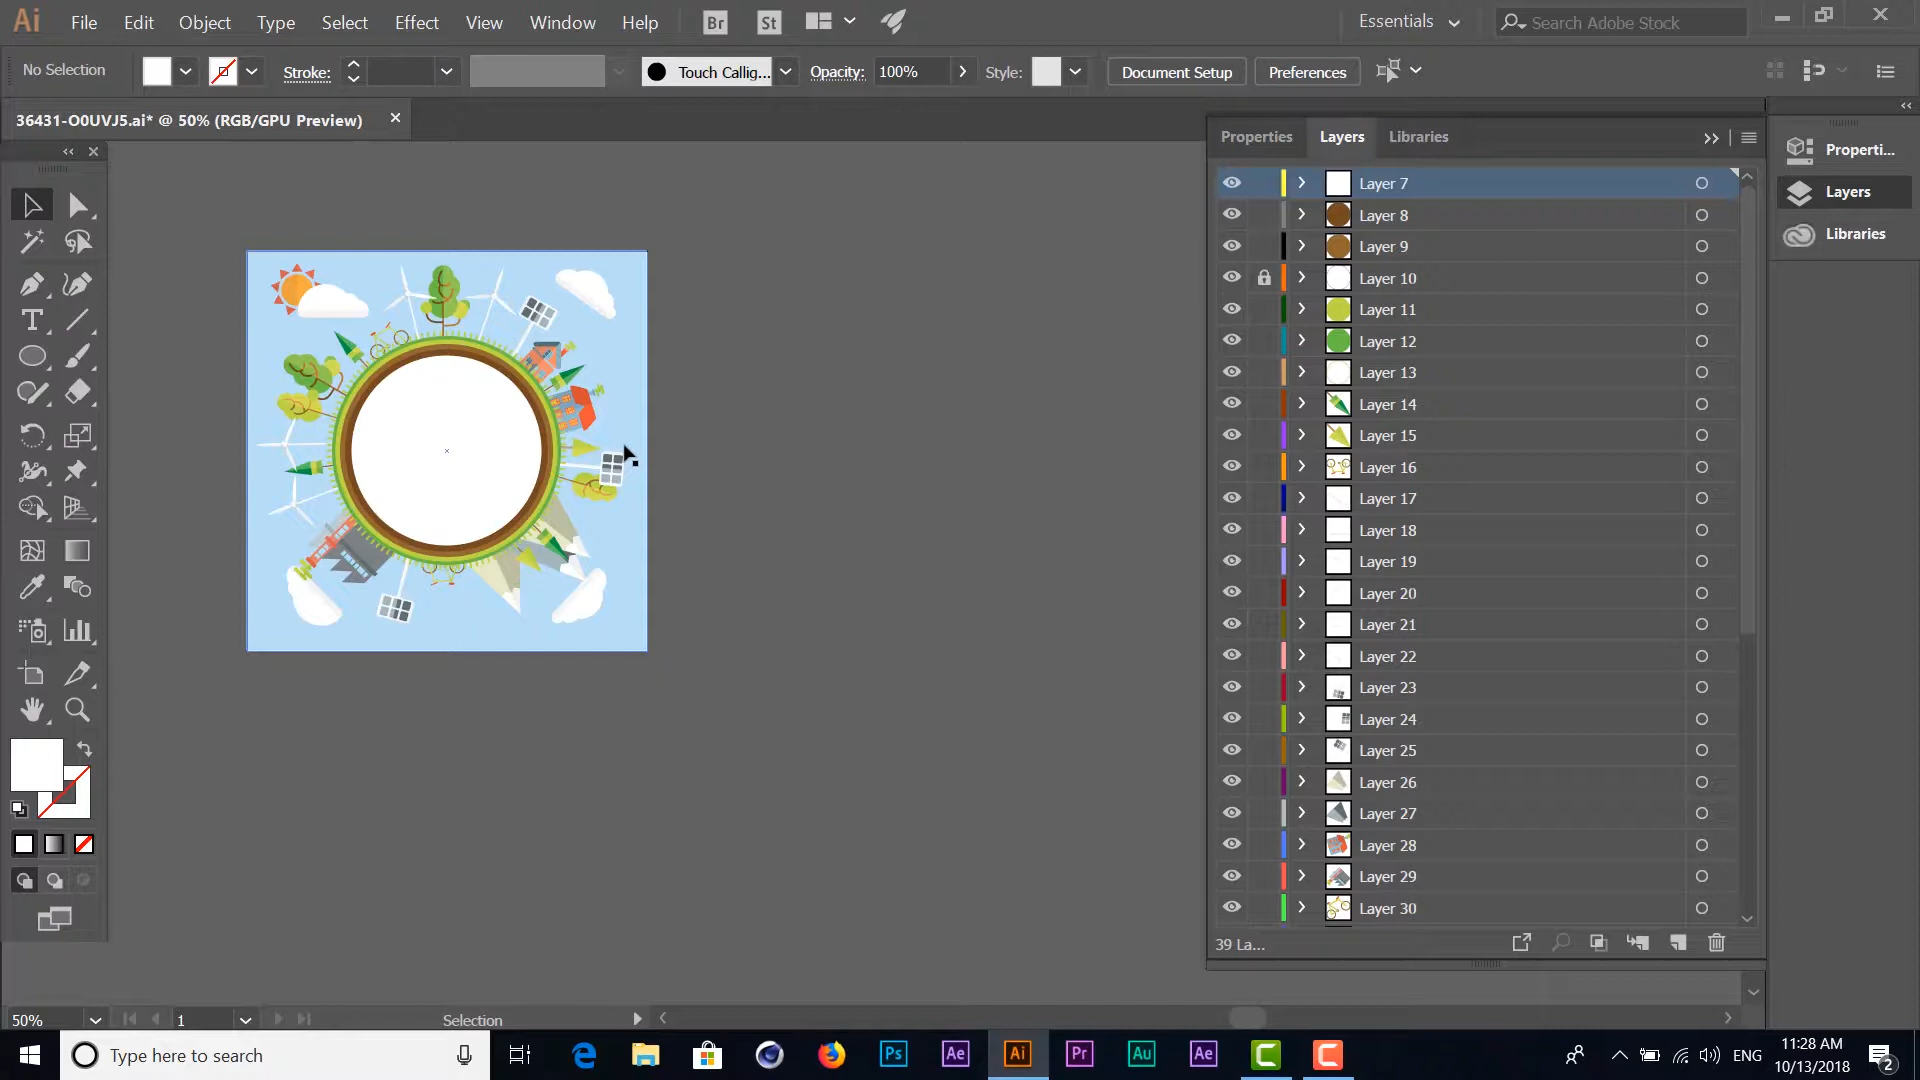 Ai File Edit Object Type Select Effect View Window Help Br St Essentials Search Adobe Stock
No Selection Stroke: Touch Callig... Opacity: 100% Style: Document Setup Preferences
36431-O0UVJ5.ai* @ 50% (RGB/GPU Preview)
Properties Layers Libraries
Properti...
Layers
Libraries
Layer 7
Layer 8
Layer 9
Layer 10
Layer 11
Layer 12
Layer 13
Layer 14
Layer 15
Layer 16
Layer 17
Layer 18
Layer 19
Layer 20
Layer 21
Layer 22
Layer 23
Layer 24
Layer 25
Layer 26
Layer 27
Layer 28
Layer 29
Layer 30
39 La...
50% 1 Selection
Type here to search
Ps Ae Ai Pr Au Ae
ENG
11:28 AM
10/13/2018
2